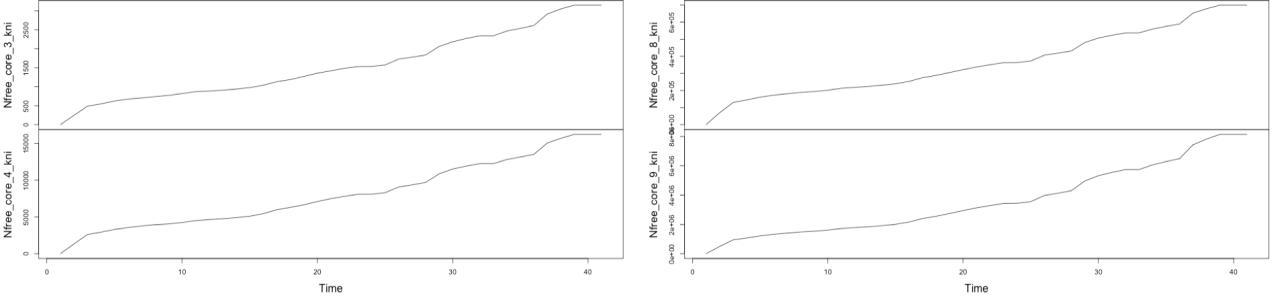 Nfree_core_3_kni
0 500 1500 2500
Nfree_core_4_kni
0 5000 10000 15000
0 10 20 30 40
Time
Nfree_core_8_kni
0e+00 2e+05 4e+05 6e+05
Nfree_core_9_kni
0e+00 2e+06 4e+06 6e+06 8e+06
0 10 20 30 40
Time